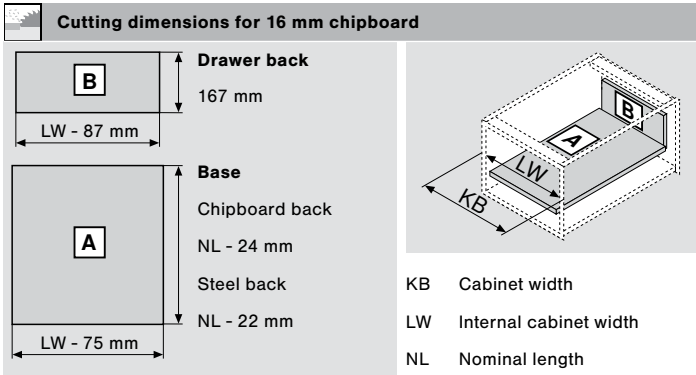 Cutting dimensions for 16 mm chipboard
B
LW - 87 mm
Drawer back
167 mm
A
LW - 75 mm
Base
Chipboard back
NL - 24 mm
Steel back
NL - 22 mm
B
A
LW
KB
KB Cabinet width
LW Internal cabinet width
NL Nominal length